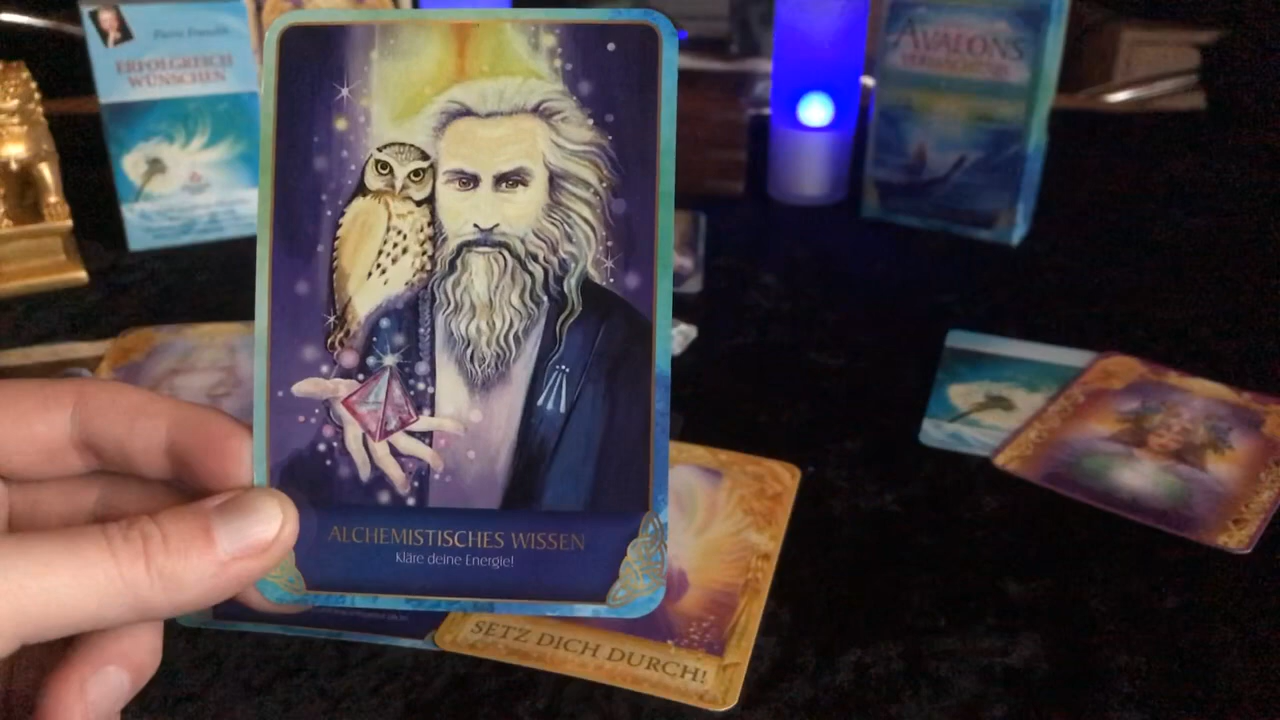 ERFOLGREICH
WÜNSCHEN
AVALONS
ALCHEMISTISCHES WISSEN
Kläre deine Energie!
SETZ DICH DURCH!